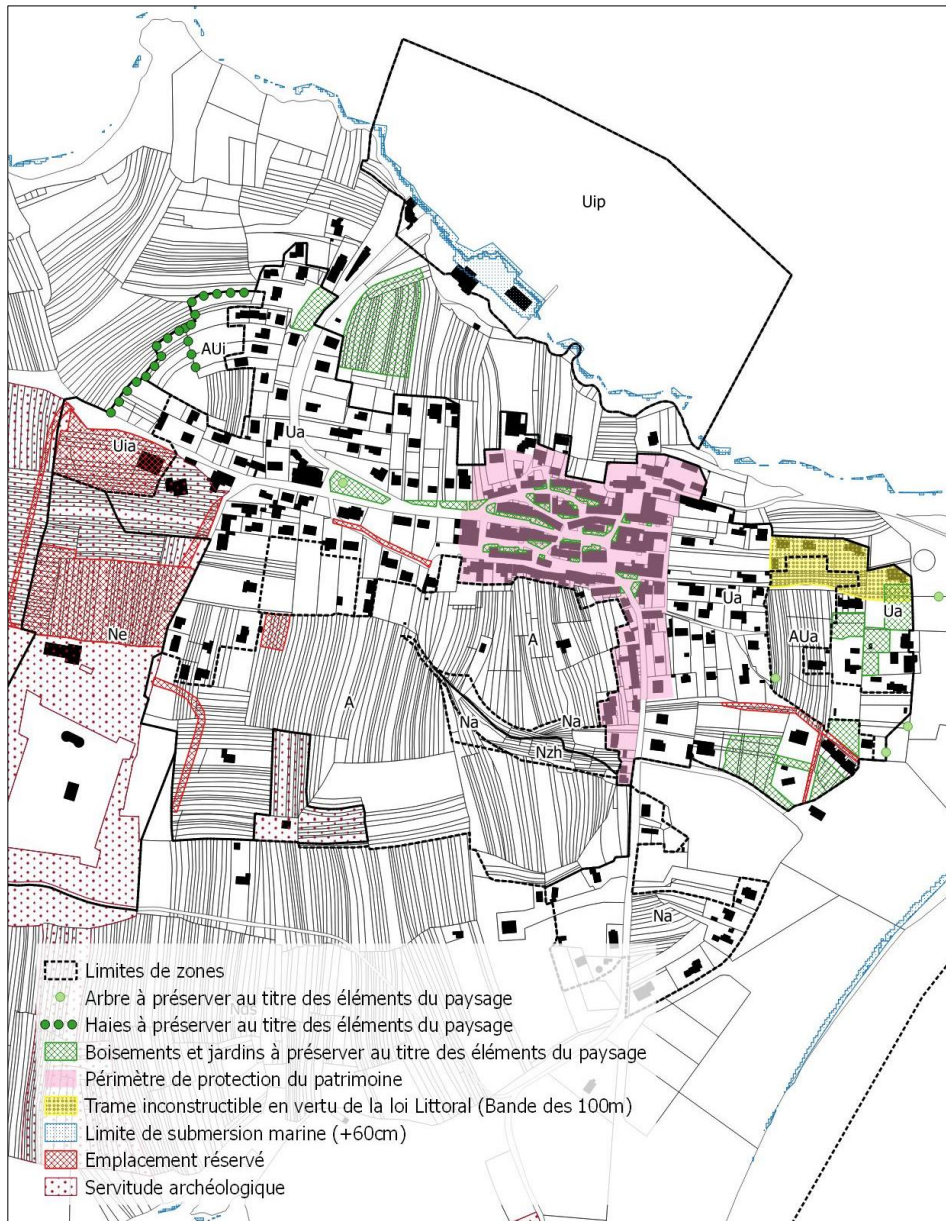 Uip
AUi
Ua
Uia
Ua
Ua
AUa
Ne
A
A
Na
Na
Nzh
Na
Limites de zones
Arbre à préserver au titre des éléments du paysage
Nds
Haies à préserver au titre des éléments du paysage
Boisements et jardins à préserver au titre des éléments du paysage
Périmètre de protection du patrimoine
Trame inconstructible en vertu de la loi Littoral (Bande des 100m)
Limite de submersion marine (+60cm)
Emplacement réservé
Servitude archéologique